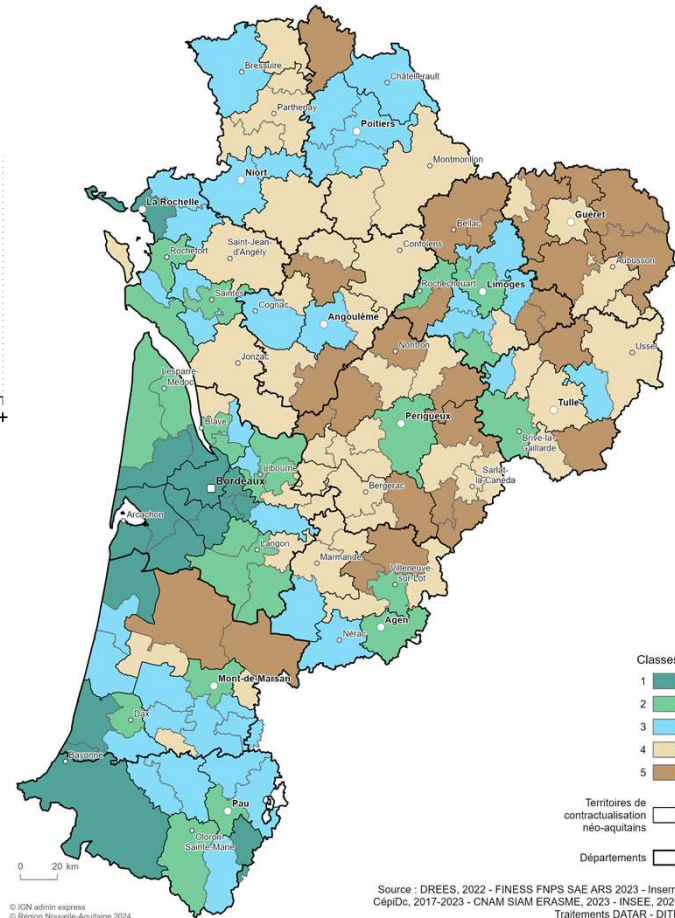 Bressuire
Châtellerault
Parthenay
Poitiers
Montmorillon
Niort
La Rochelle
Guéret
Bellac
Saint-Jean-
d'Angély
Confolens
Rochefort
Aubusson
Rochechouart
Limoges
Saintes
Cognac
Angoulême
Ussel
Nontron
Jonzac
Lesparre-
Médoc
Tulle
Périgueux
Blaye
Brive-la-
Gaillarde
Libourne
Sarlat-
la-Canéda
Bordeaux
Bergerac
Arcachon
Langon
Marmande
Villeneuve-
sur-Lot
Agen
Nérac
Mont-de-Marsan
Dax
Bayonne
Pau
Oloron-
Sainte-Marie
Classes
1
2
3
4
5
Territoires de
contractualisation
néo-aquitains
Départements
0 20 km
© IGN admin express
© Région Nouvelle-Aquitaine 2024
Source : DREES, 2022 - FINESS FNPS SAE ARS 2023 - Inserm
CépiDc, 2017-2023 - CNAM SIAM ERASME, 2023 - INSEE, 202
Traitements DATAR - DITP